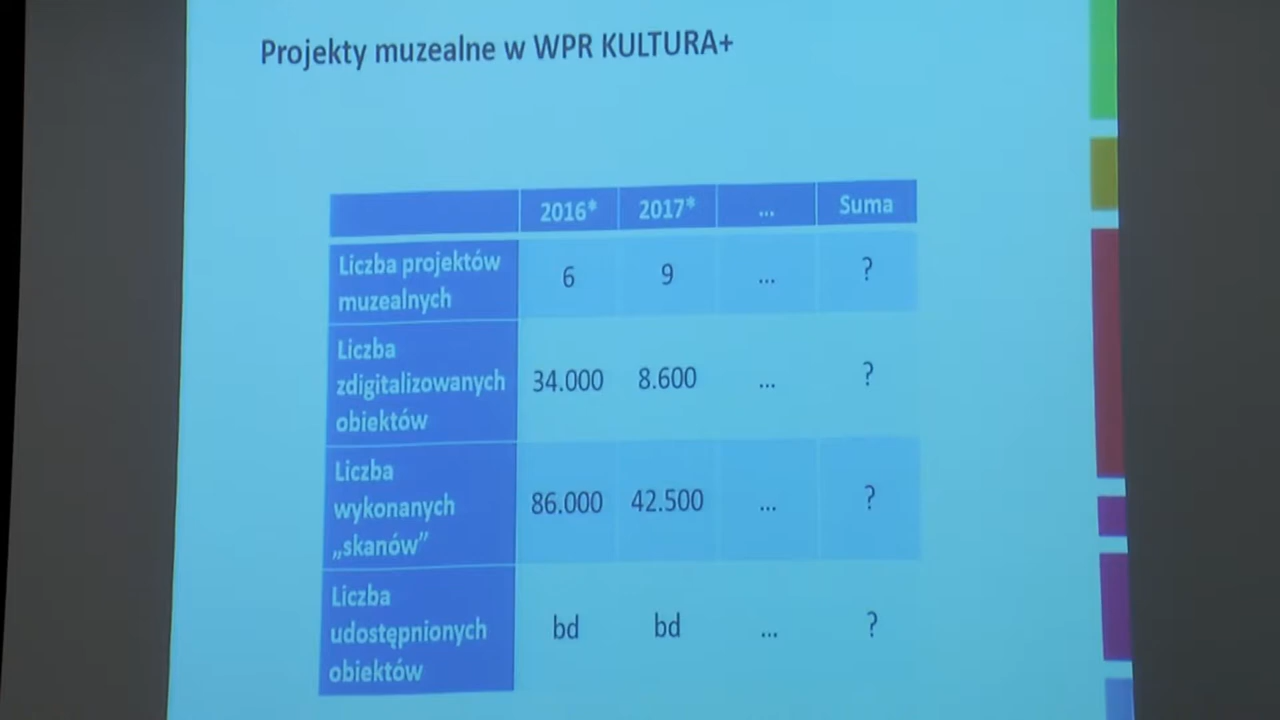 Projekty muzealne w WPR KULTURA+
2016* 2017* ... Suma
Liczba projektów
muzealnych
6 9 ... ?
Liczba
zdigitalizowanych
obiektów
34.000 8.600 ... ?
Liczba
wykonanych
„skanów”
86.000 42.500 ... ?
Liczba
udostępnionych
obiektów
bd bd ... ?